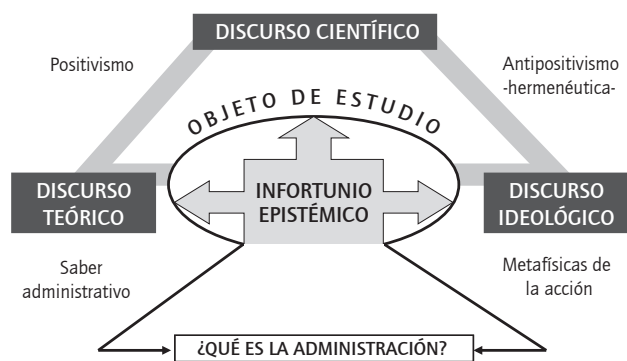 DISCURSO CIENTÍFICO
Positivismo
Antipositivismo
-hermenéutica-
OBJETO DE ESTUDIO
DISCURSO
TEÓRICO
INFORTUNIO
EPISTÉMICO
DISCURSO
IDEOLÓGICO
Saber
administrativo
Metafísicas de
la acción
¿QUÉ ES LA ADMINISTRACIÓN?